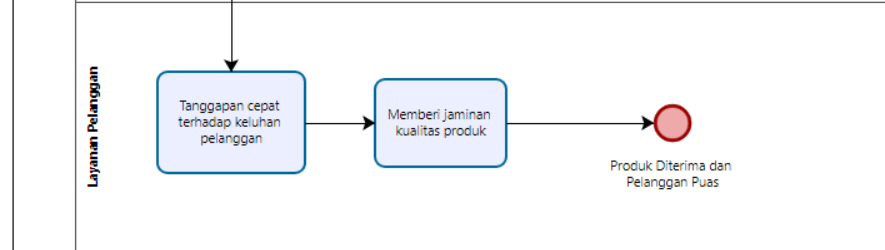 Layanan Pelanggan
Tanggapan cepat
terhadap keluhan
pelanggan
Memberi jaminan
kualitas produk
Produk Diterima dan
Pelanggan Puas